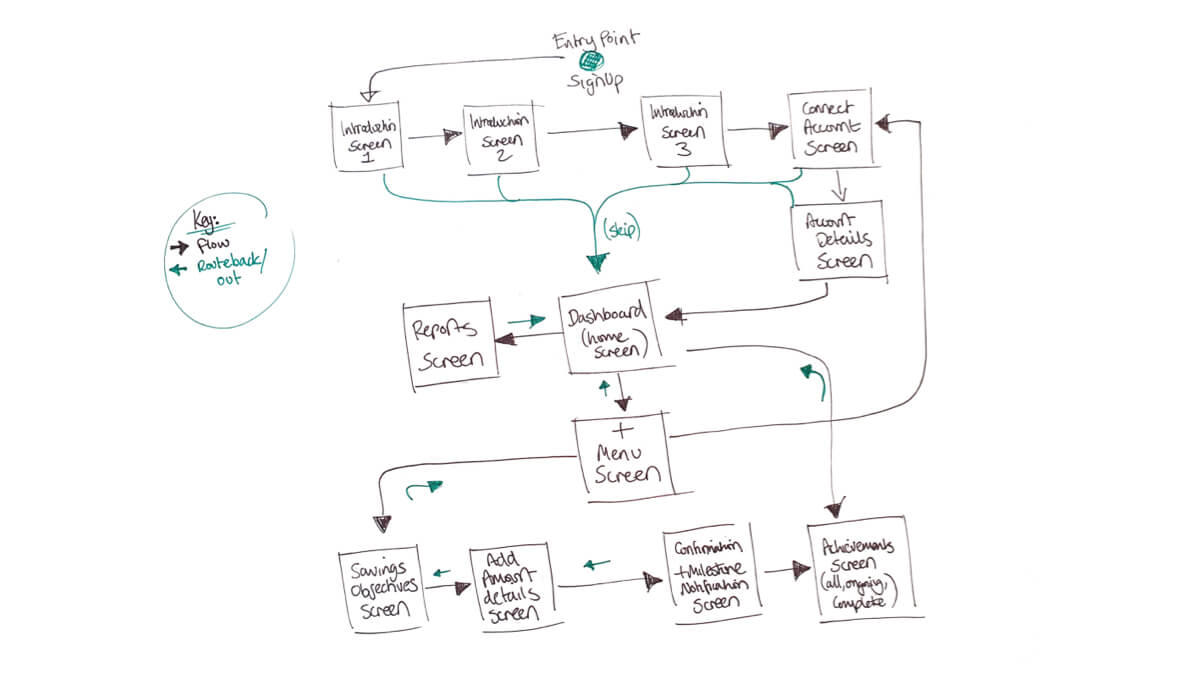 Entry Point
SignUp
Introduction
Screen
1
Introduction
Screen
2
Introduction
Screen
3
Connect
Account
Screen
Key:
Flow
Routeback/
out
(skip)
Account
Details
Screen
Reports
Screen
Dashboard
(home
screen)
+
Menu
Screen
Savings
Objectives
Screen
Add
Amount
details
Screen
Confirmation
+Milestone
Notification
Screen
Achievements
Screen
(all, ongoing,
Complete)